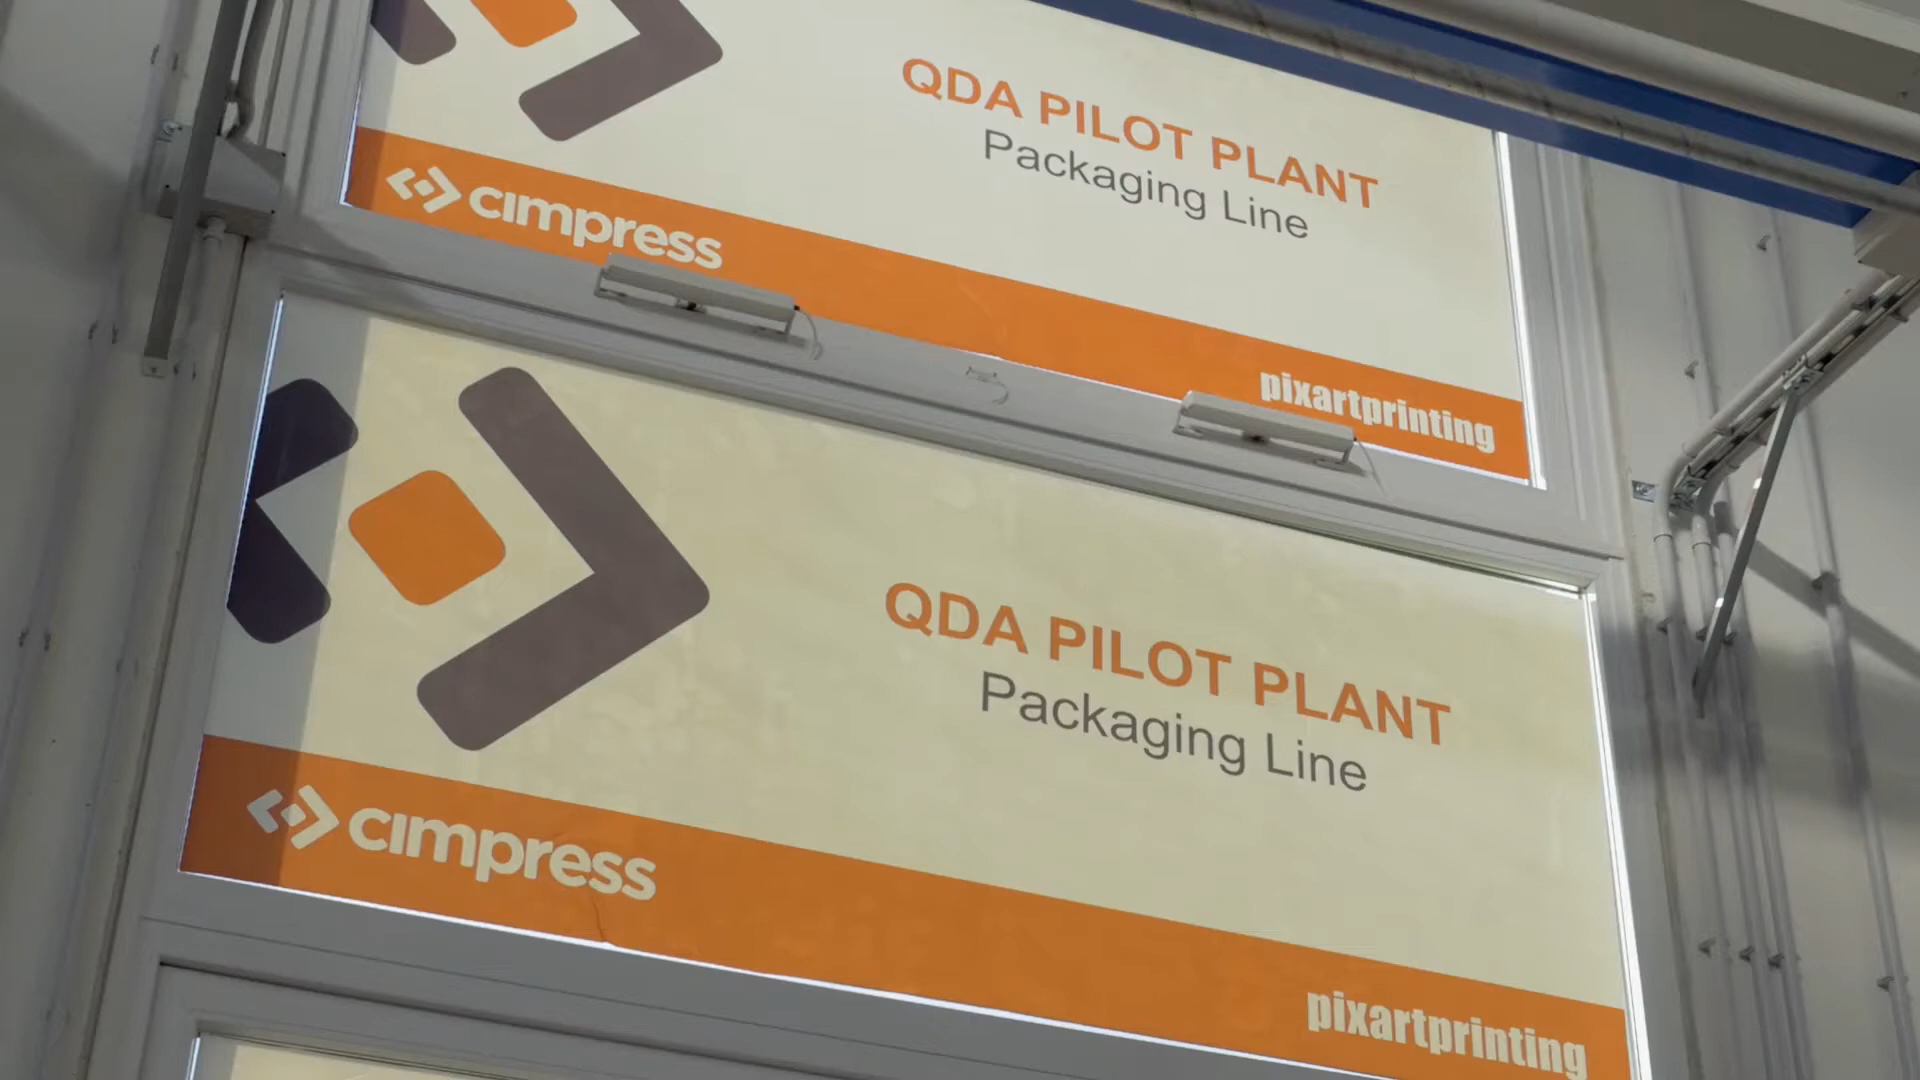 QDA PILOT PLANT
Packaging Line
cimpress
pixartprinting
QDA PILOT PLANT
Packaging Line
cimpress
pixartprinting